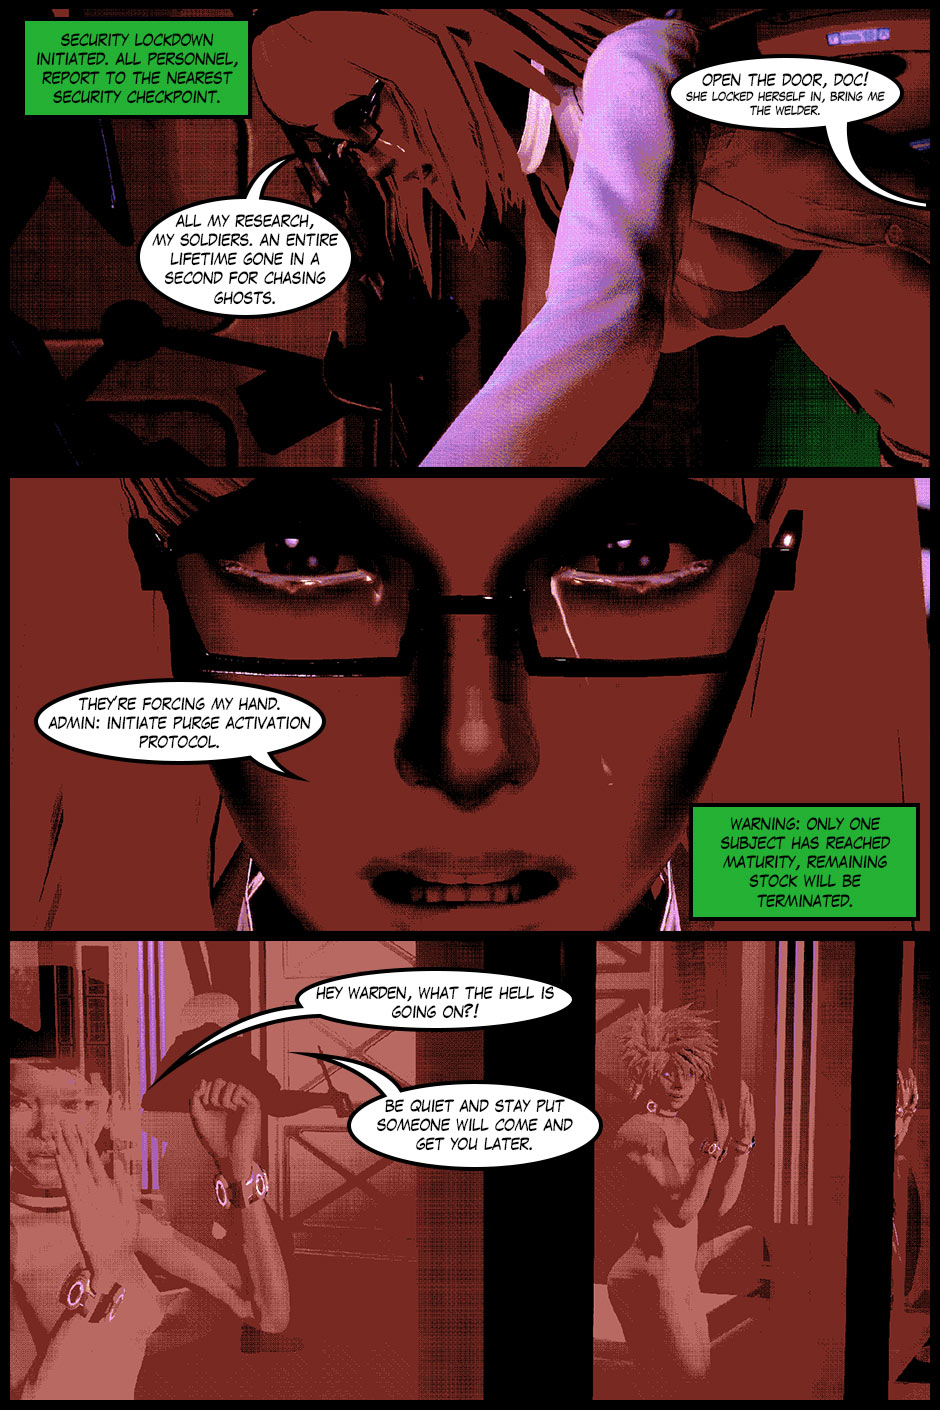 SECURITY LOCKDOWN
INITIATED. ALL PERSONNEL,
REPORT TO THE NEAREST
SECURITY CHECKPOINT.
OPEN THE DOOR, DOC!
SHE LOCKED HERSELF IN, BRING ME
THE WELDER.
ALL MY RESEARCH,
MY SOLDIERS. AN ENTIRE
LIFETIME GONE IN A
SECOND FOR CHASING
GHOSTS.
THEY'RE FORCING MY HAND.
ADMIN: INITIATE PURGE ACTIVATION
PROTOCOL.
WARNING: ONLY ONE
SUBJECT HAS REACHED
MATURITY, REMAINING
STOCK WILL BE
TERMINATED.
HEY WARDEN, WHAT THE HELL IS
GOING ON?!
BE QUIET AND STAY PUT
SOMEONE WILL COME AND
GET YOU LATER.